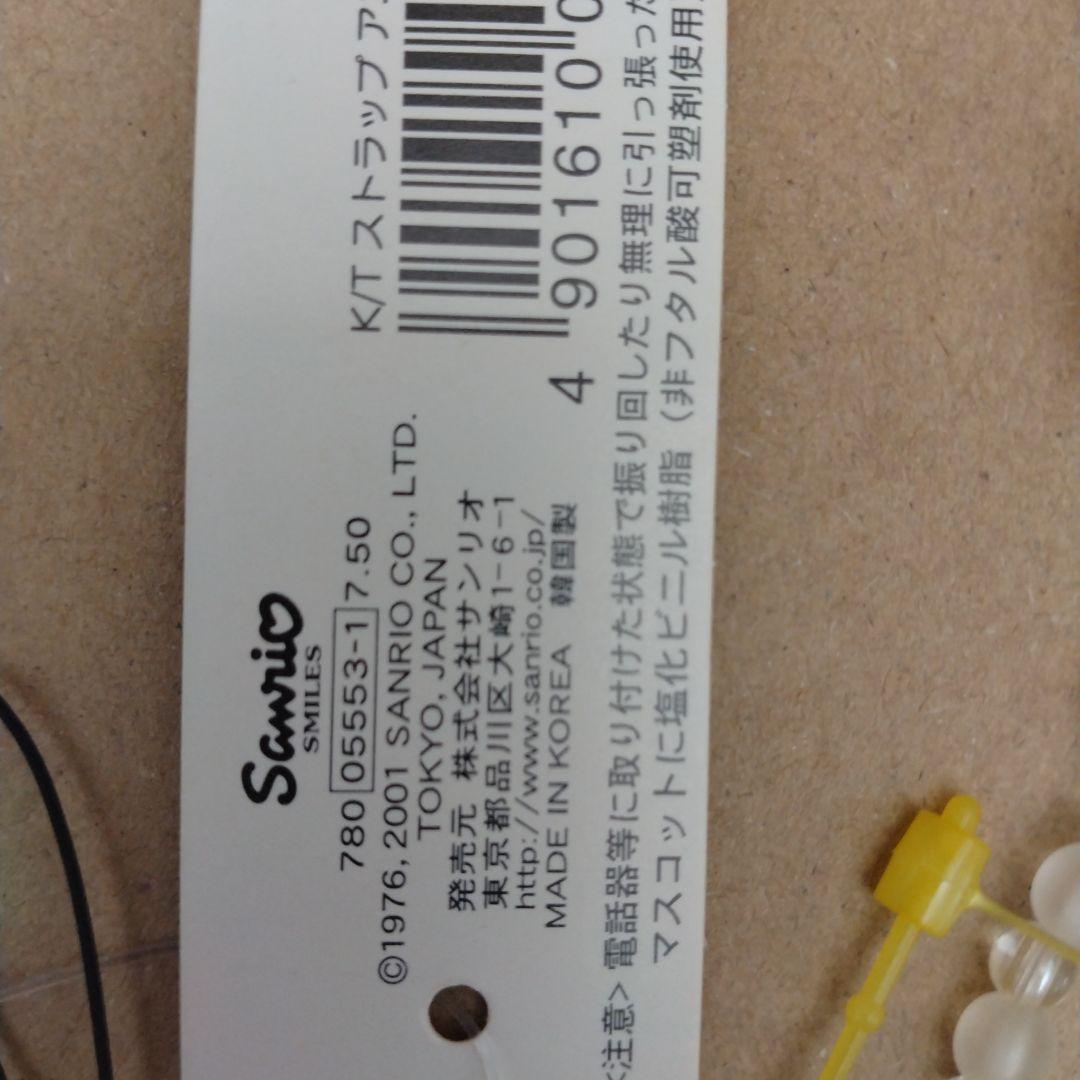 Sanrio
SMILES
780 05553-1 7.50
©1976, 2001 SANRIO CO., LTD.
TOKYO, JAPAN
発売元 株式会社サンリオ
東京都品川区大崎1-6-1
http://www.sanrio.co.jp/
MADE IN KOREA 韓国製
K/T ストラップ ア
4 901610 0
<注意> 電話器等に取り付けた状態で振り回したり無理に引っ張った
マスコットに塩化ビニル樹脂（非フタル酸可塑剤使用